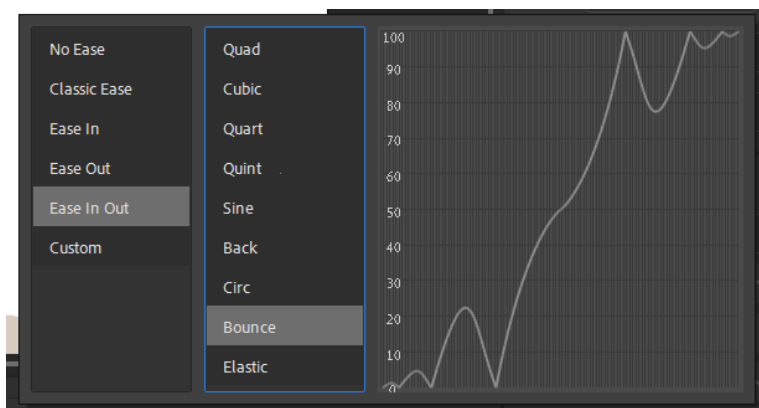 No Ease
Classic Ease
Ease In
Ease Out
Ease In Out
Custom
Quad
Cubic
Quart
Quint
Sine
Back
Circ
Bounce
Elastic
100
90
80
70
60
50
40
30
20
10
0